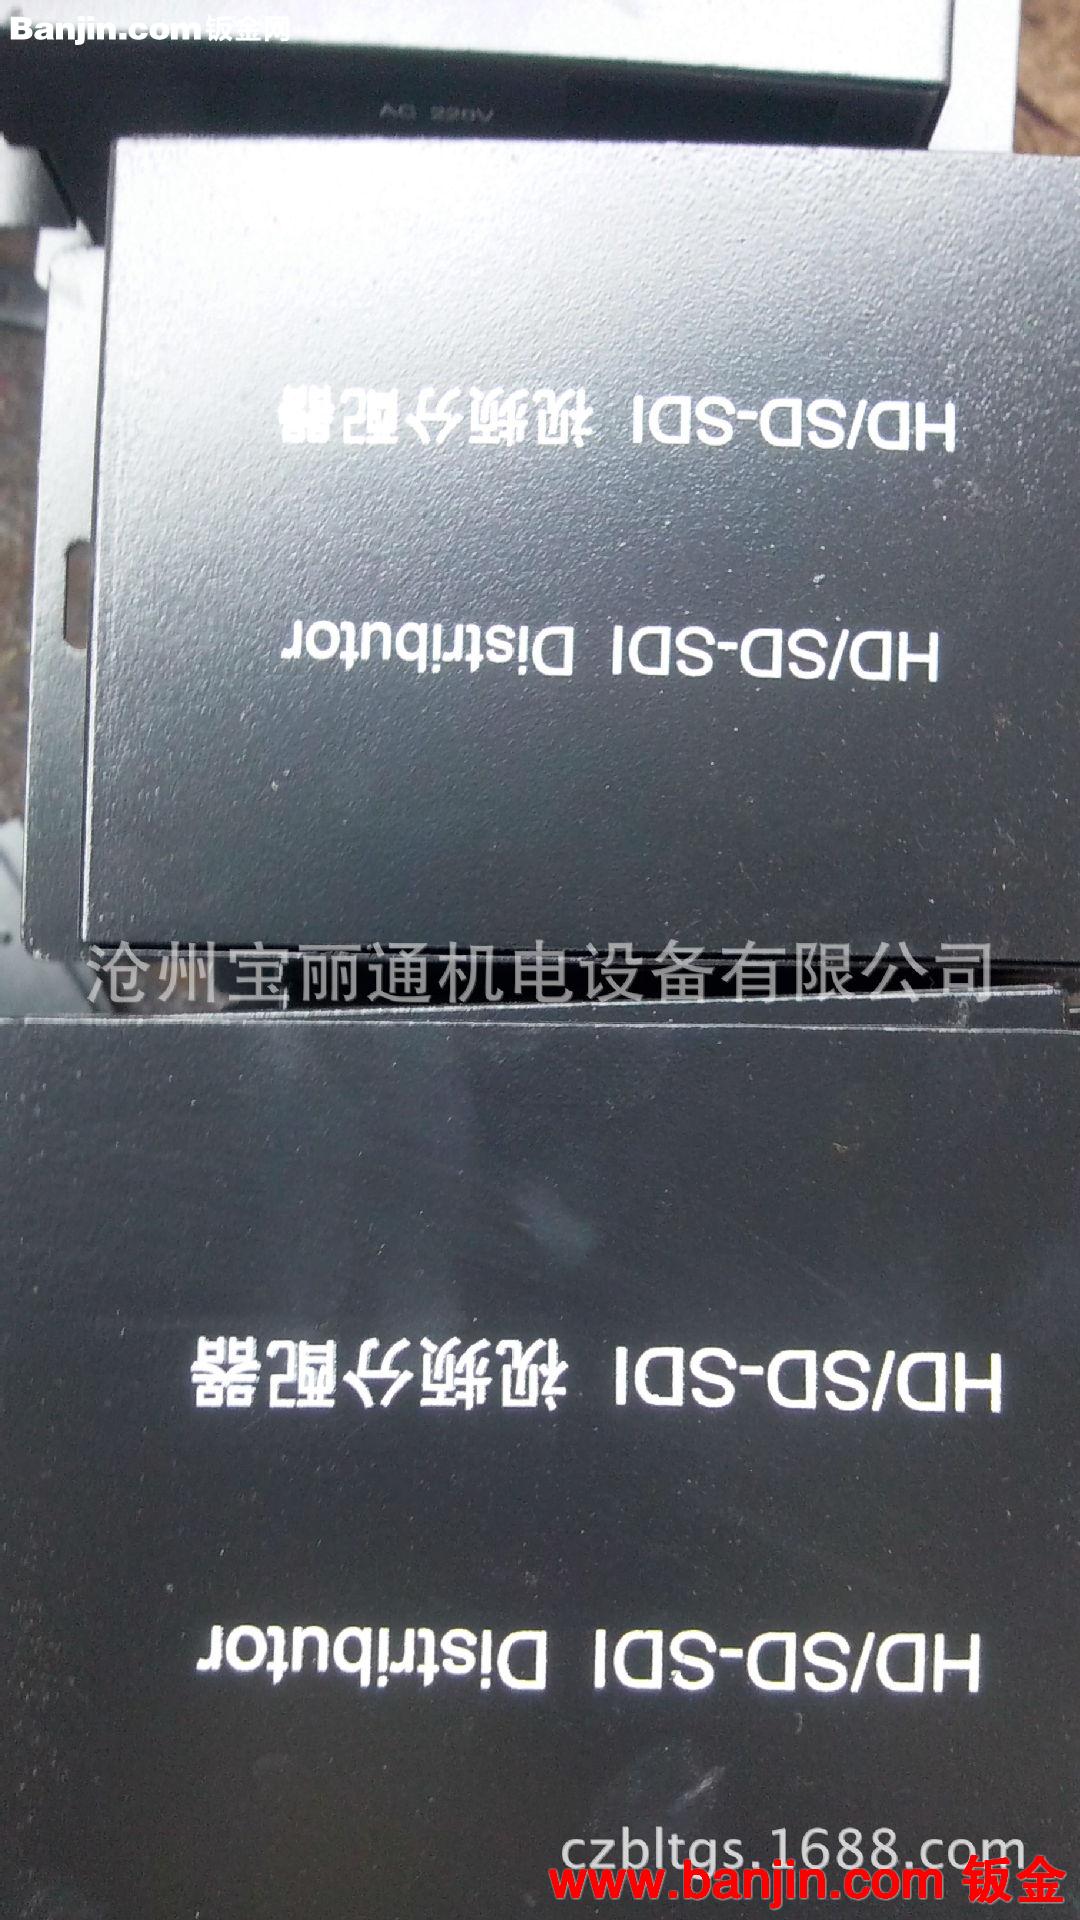 Banjin.com 钣金网
AC 220V
HD/SD-SDI 视频分配器
HD/SD-SDI Distributor
沧州宝丽通机电设备有限公司
HD/SD-SDI 视频分配器
HD/SD-SDI Distributor
czbltgs.1688.com
www.banjin.com 钣金